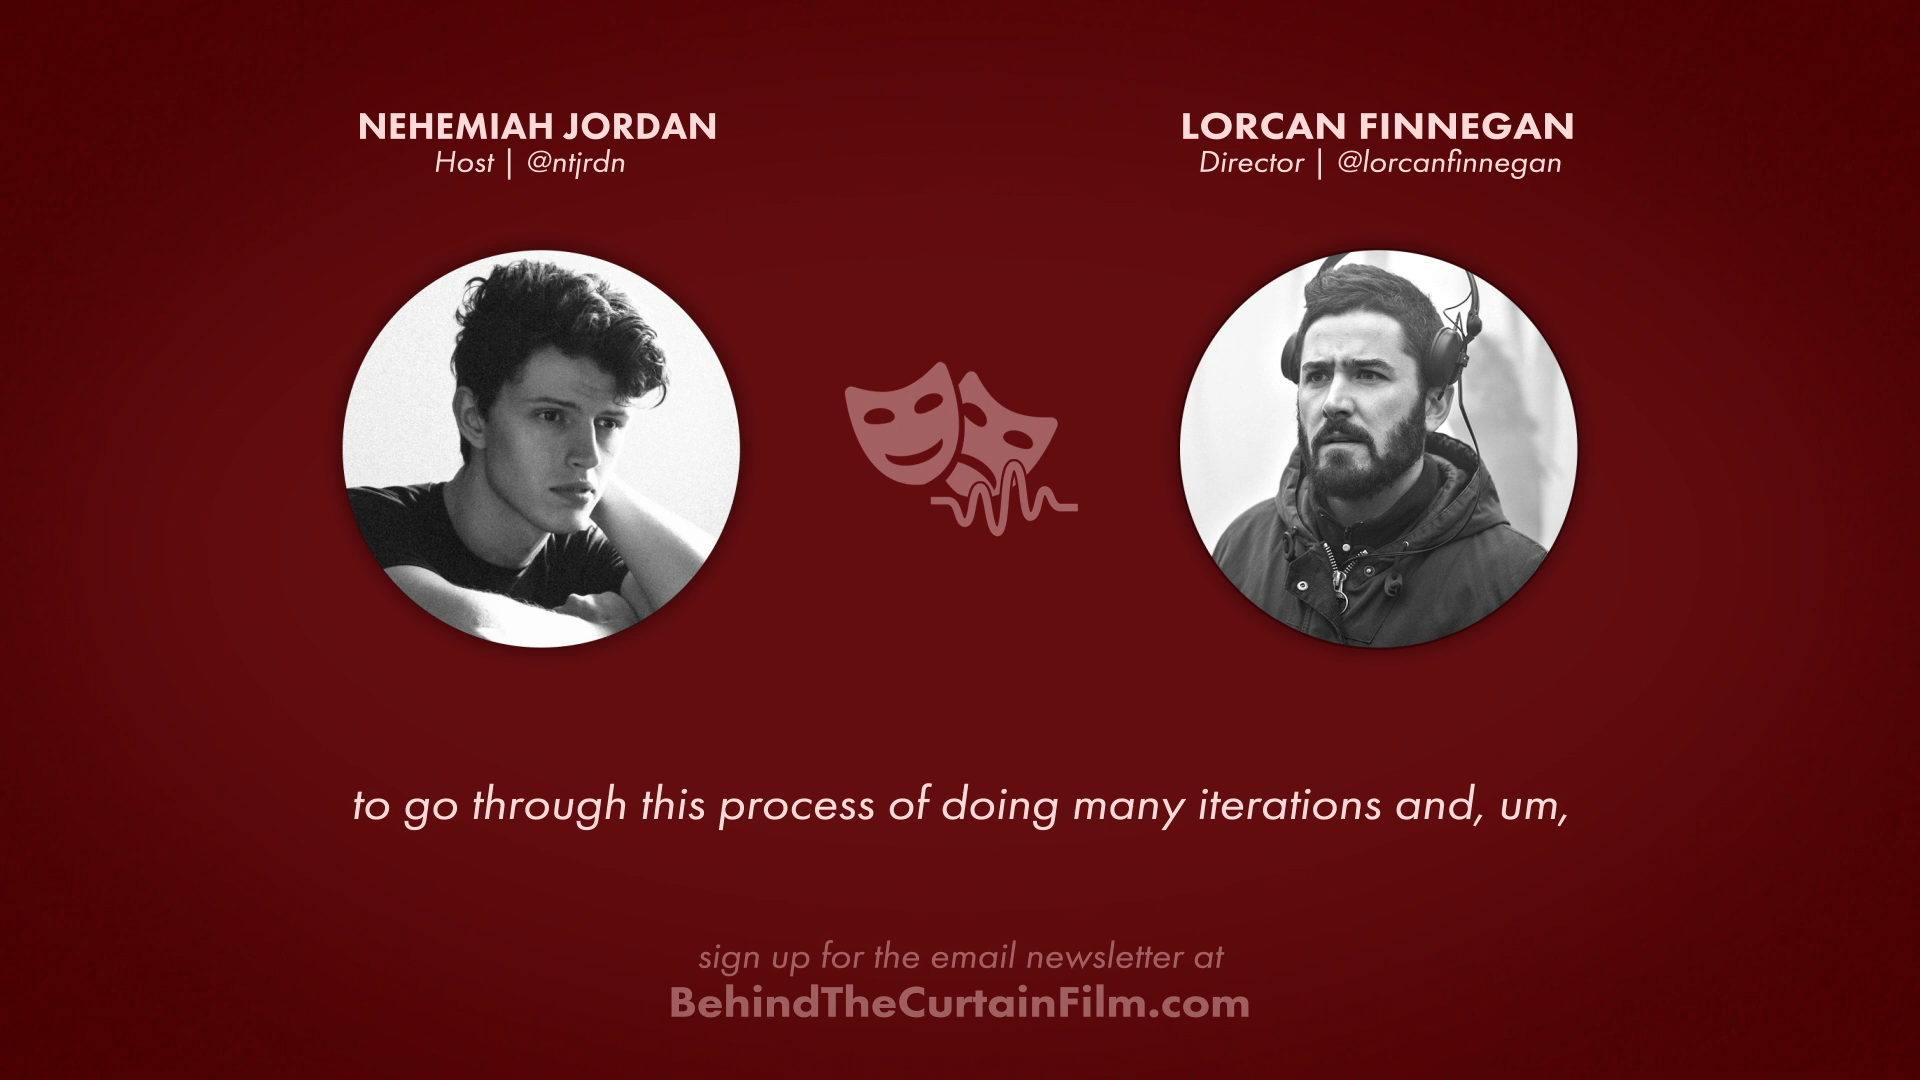 NEHEMIAH JORDAN
Host | @ntjrdn
LORCAN FINNEGAN
Director | @lorcanfinnegan
to go through this process of doing many iterations and, um,
sign up for the email newsletter at
BehindTheCurtainFilm.com